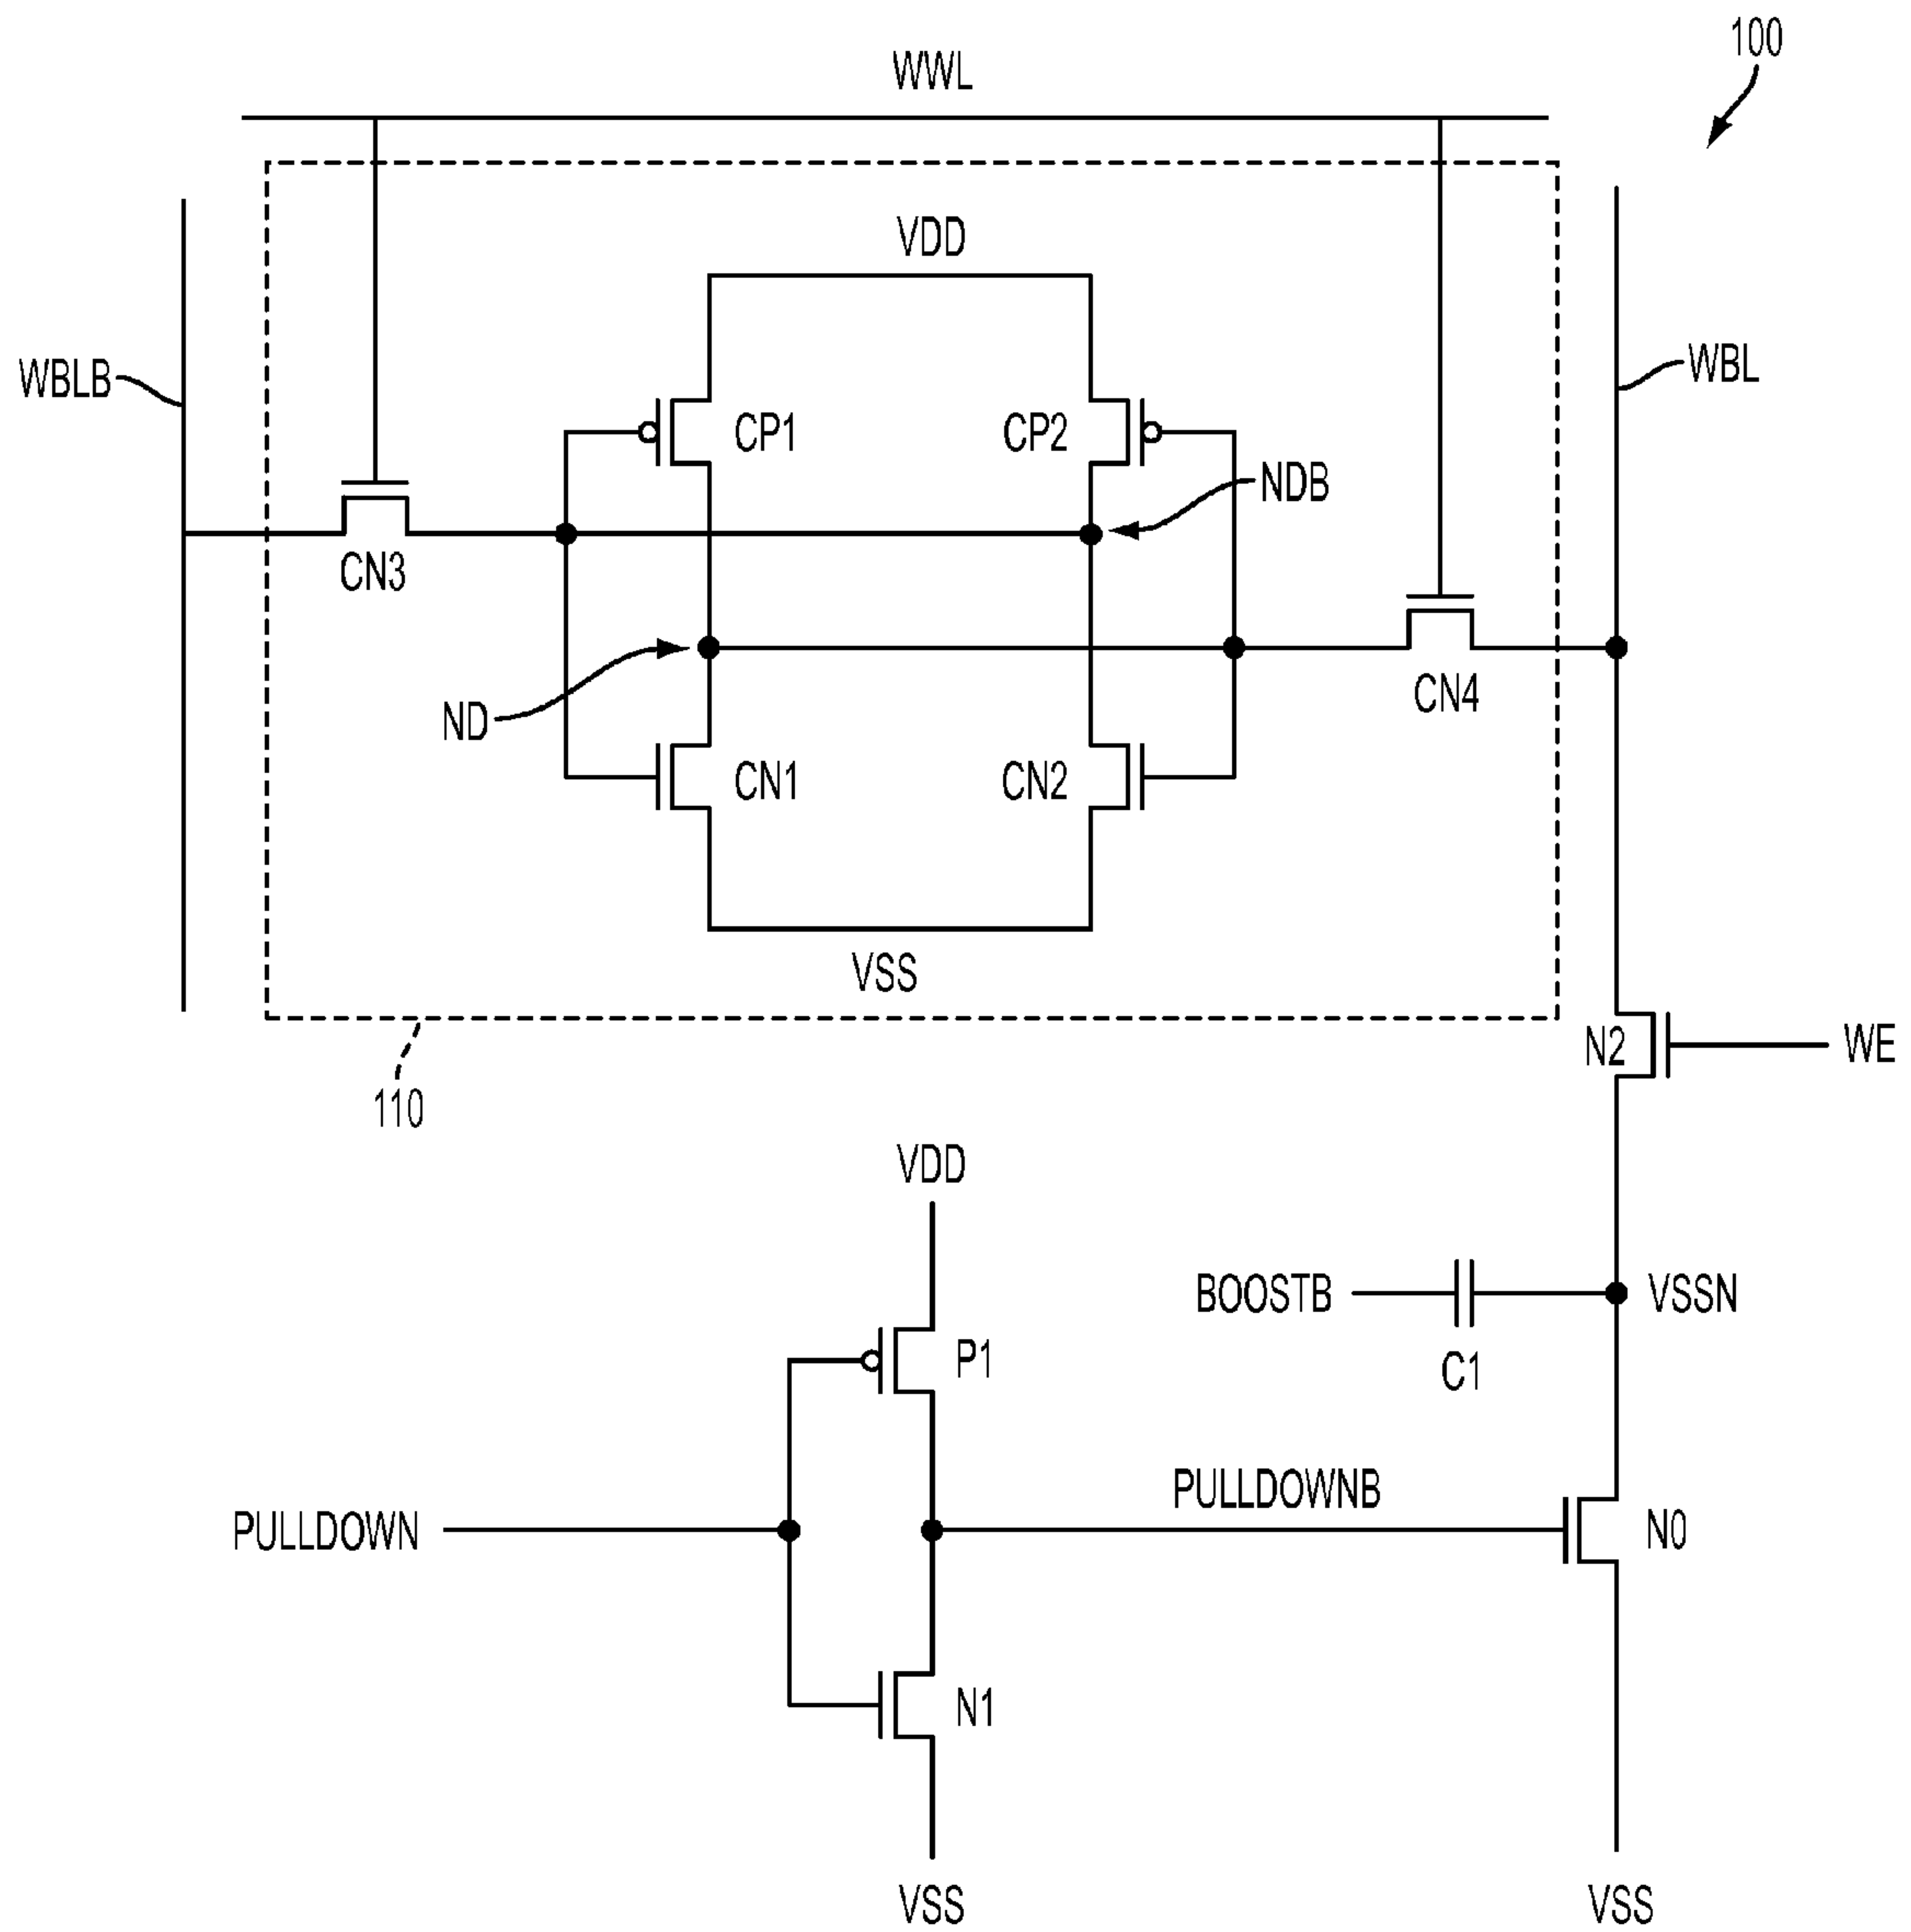 100
WWL
VDD
WBLB
WBL
CP1
CP2
NDB
CN3
ND
CN4
CN1
CN2
VSS
N2
WE
110
VDD
BOOSTB
VSSN
P1
C1
PULLDOWNB
PULLDOWN
N0
N1
VSS
VSS